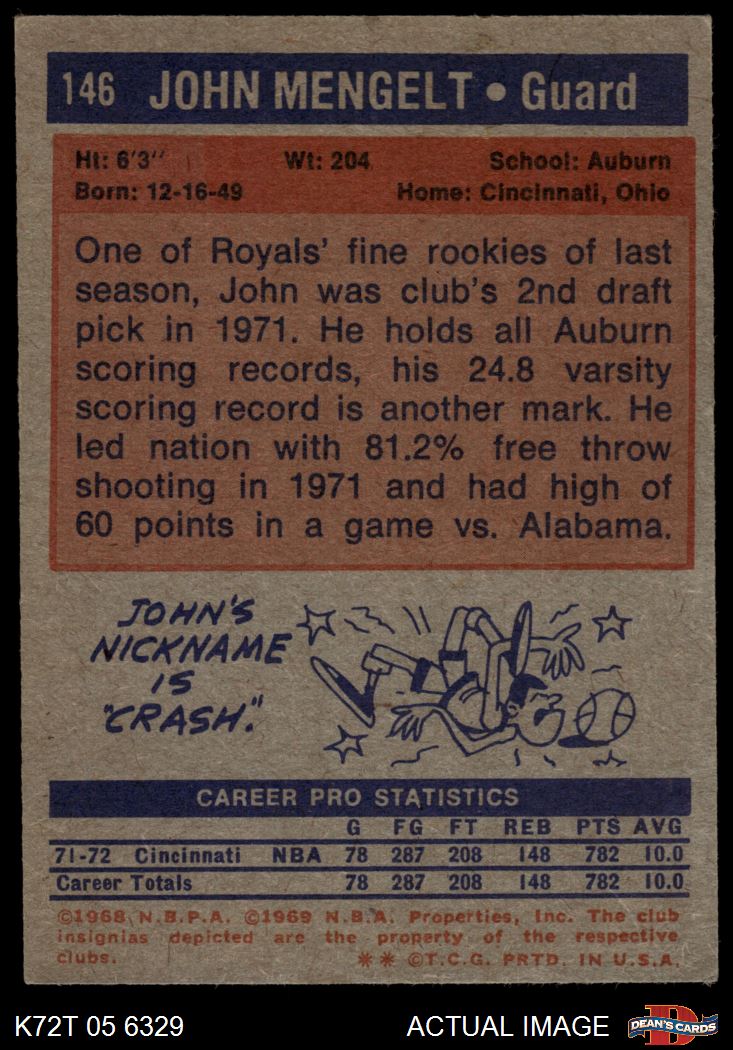 146 JOHN MENGELT • Guard
Ht: 6'3" Wt: 204 School: Auburn
Born: 12-16-49 Home: Cincinnati, Ohio
One of Royals' fine rookies of last
season, John was club's 2nd draft
pick in 1971. He holds all Auburn
scoring records, his 24.8 varsity
scoring record is another mark. He
led nation with 81.2% free throw
shooting in 1971 and had high of
60 points in a game vs. Alabama.
JOHN'S
NICKNAME
IS
"CRASH."
CAREER PRO STATISTICS
G FG FT REB PTS AVG
71-72 Cincinnati NBA 78 287 208 148 782 10.0
Career Totals 78 287 208 148 782 10.0
©1968 N.B.P.A. ©1969 N.B.A. Properties, Inc. The club
insignias depicted are the property of the respective
clubs. ** ©T.C.G. PRTD. IN U.S.A.
K72T 05 6329 ACTUAL IMAGE DEAN'S CARDS